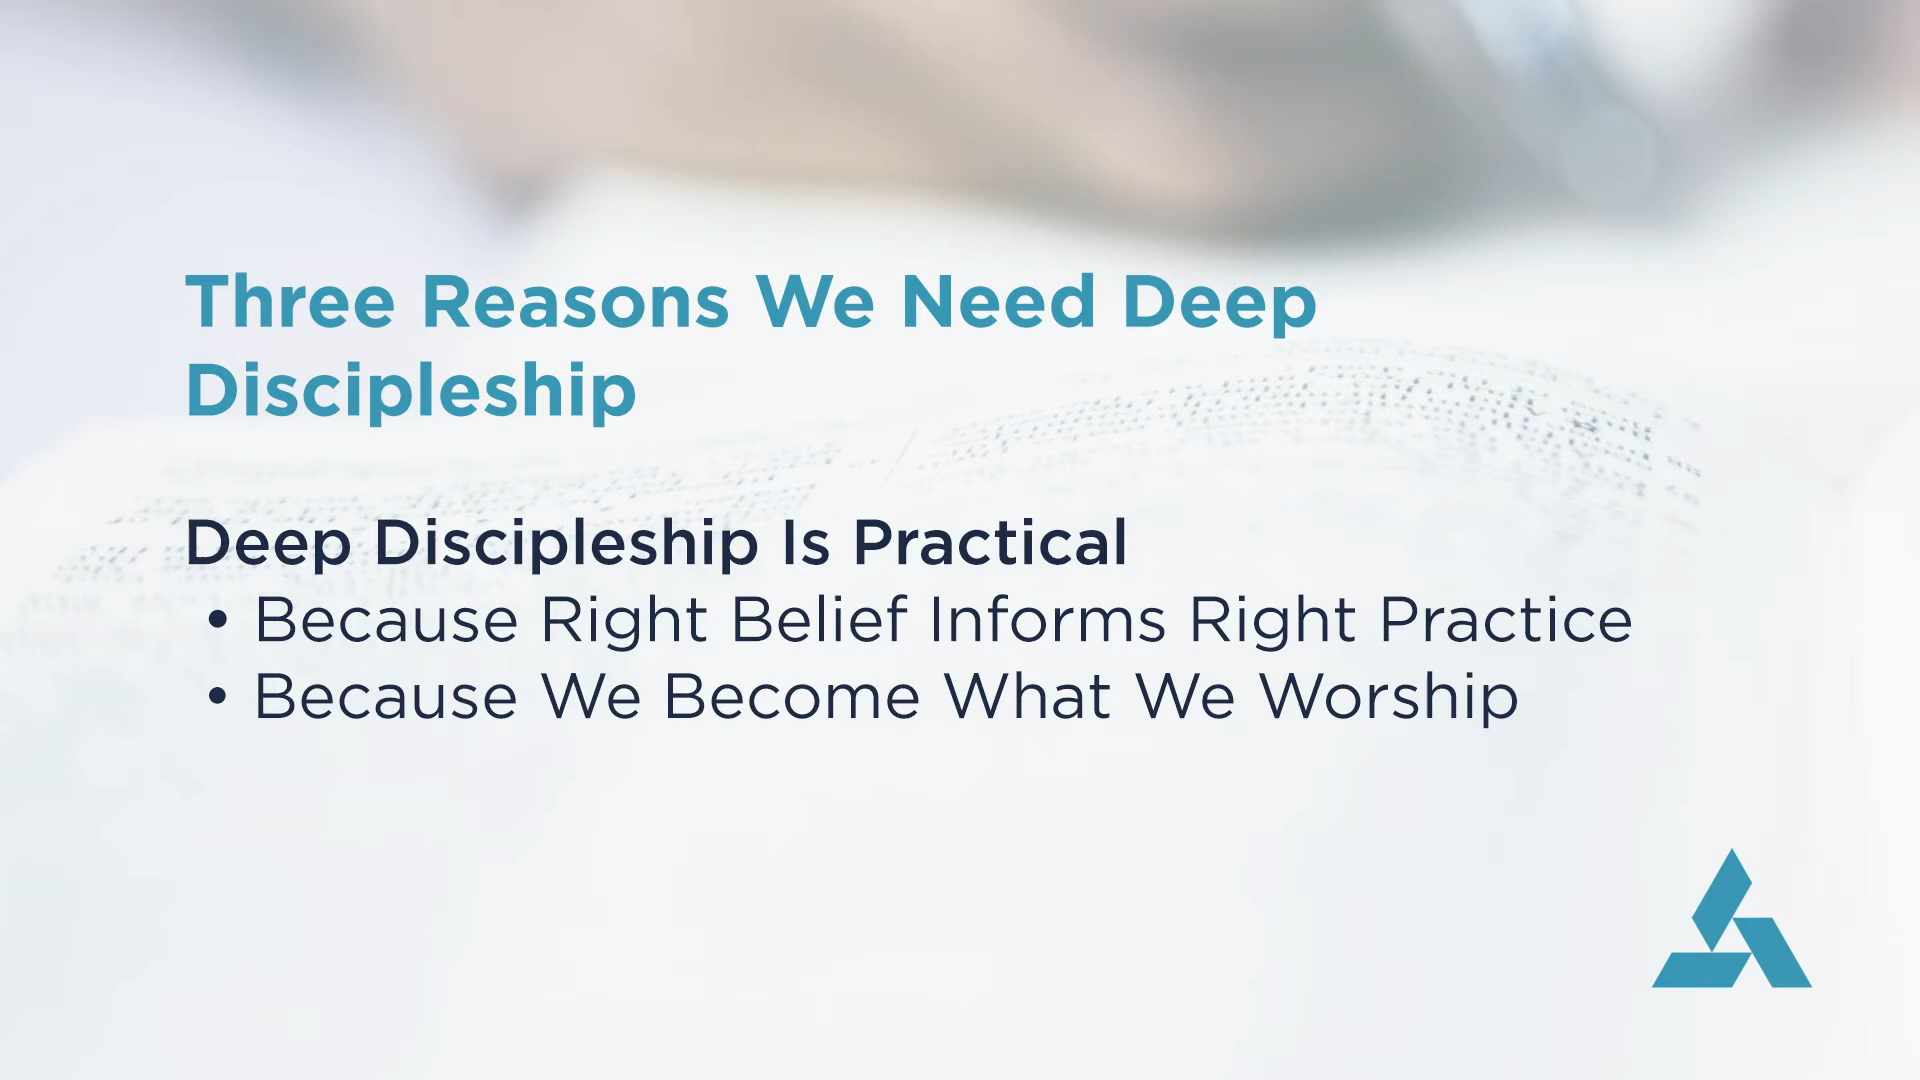 Three Reasons We Need Deep
Discipleship
Deep Discipleship Is Practical
• Because Right Belief Informs Right Practice
• Because We Become What We Worship